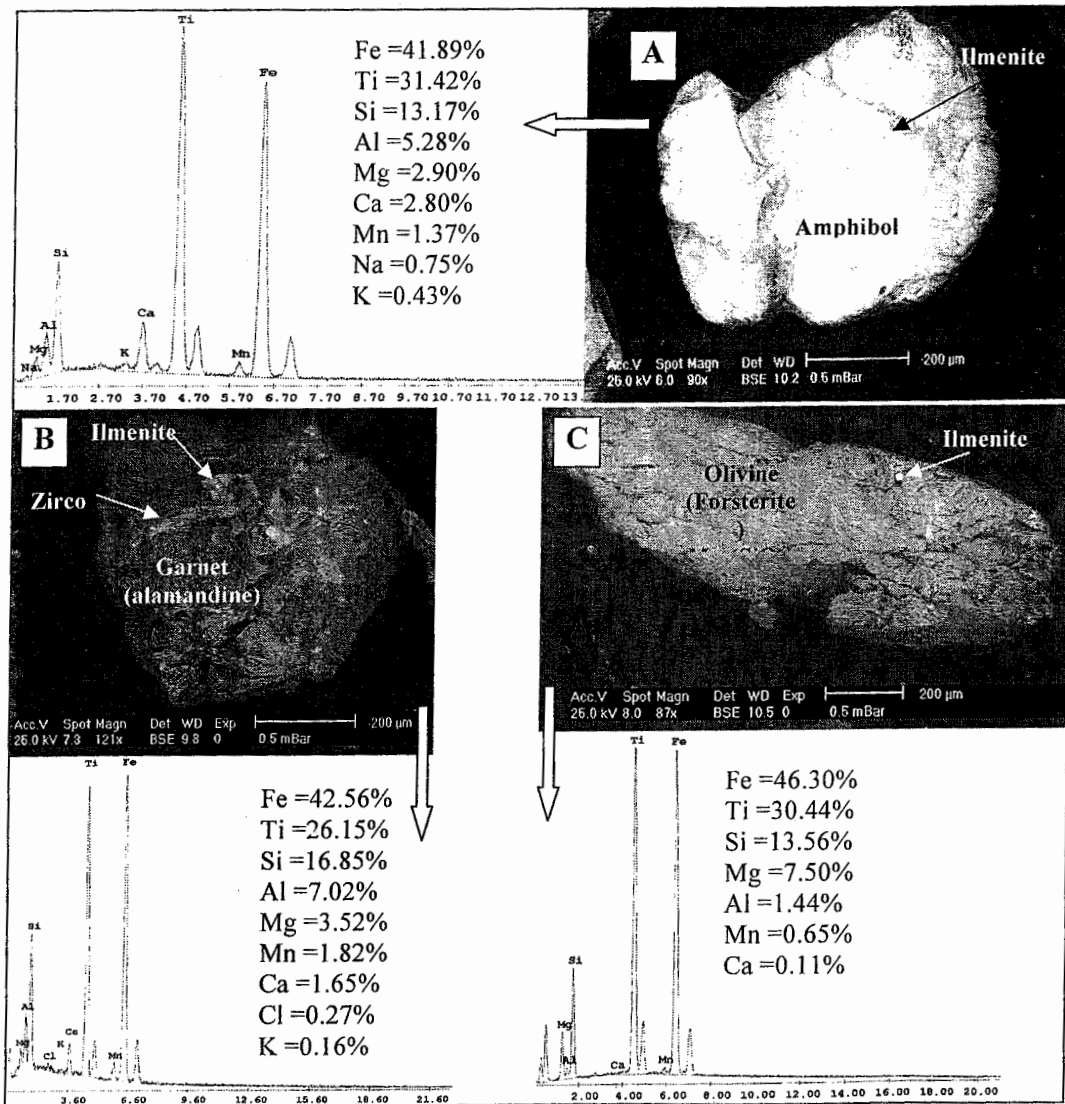 Ti
Fe
Si
Ca
Al
Mg
Na
K
Mn
1.70 2.70 3.70 4.70 5.70 6.70 7.70 8.70 9.70 10.70 11.70 12.70 13.
Fe =41.89%
Ti =31.42%
Si =13.17%
Al =5.28%
Mg =2.90%
Ca =2.80%
Mn =1.37%
Na =0.75%
K =0.43%
A
Ilmenite
Amphibol
Acc.V Spot Magn Det WD 200 µm
25.0 kV 6.0 90x BSE 10.2 0.5 mBar
B
Ilmenite
Zirco
Garnet
(alamandine)
Acc.V Spot Magn Det WD Exp 200 µm
25.0 kV 7.3 121x BSE 9.8 0 0.5 mBar
C
Ilmenite
Olivine
(Forsterite
)
Acc.V Spot Magn Det WD Exp 200 µm
25.0 kV 8.0 87x BSE 10.5 0 0.5 mBar
Ti Fe
Si
Al
Mg
Cl
K
Ca
Mn
3.60 6.60 9.60 12.60 15.60 18.60 21.60
Fe =42.56%
Ti =26.15%
Si =16.85%
Al =7.02%
Mg =3.52%
Mn =1.82%
Ca =1.65%
Cl =0.27%
K =0.16%
Ti Fe
Si
Mg
Al
Ca
Mn
2.00 4.00 6.00 8.00 10.00 12.00 14.00 16.00 18.00 20.00
Fe =46.30%
Ti =30.44%
Si =13.56%
Mg =7.50%
Al =1.44%
Mn =0.65%
Ca =0.11%